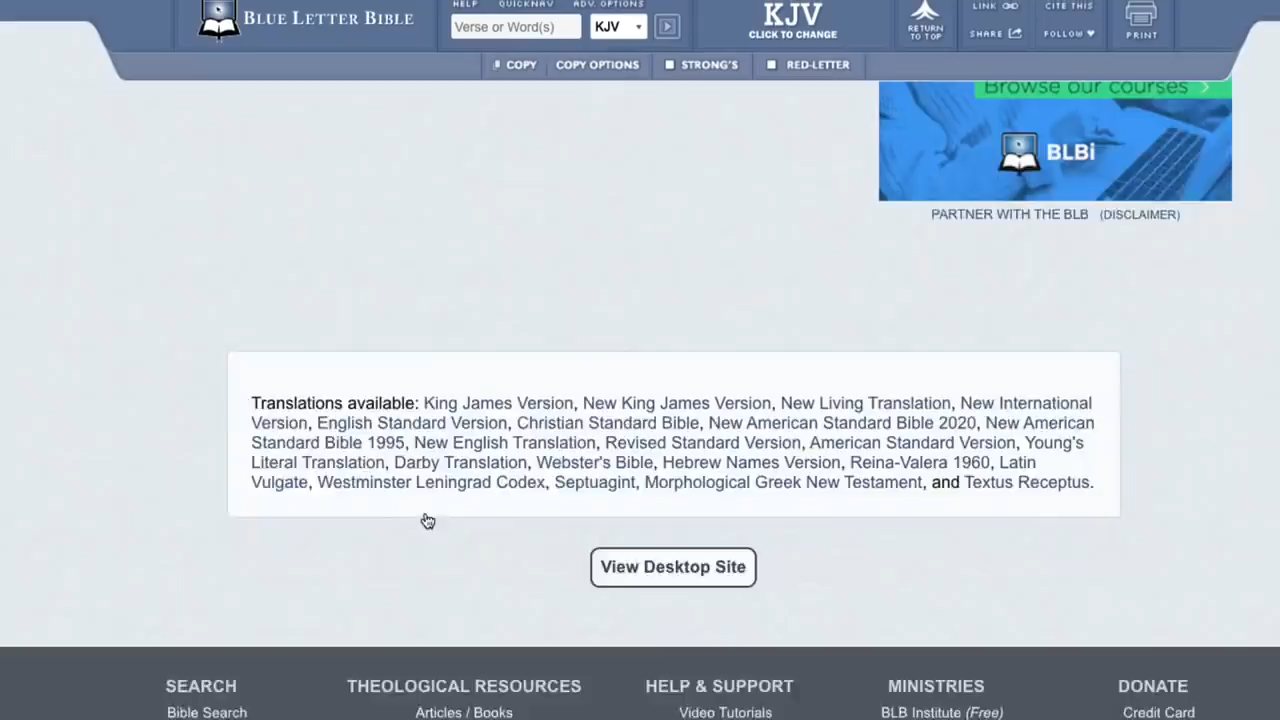 HELP QUICKNAV ADV. OPTIONS
BLUE LETTER BIBLE
Verse or Word(s)
KJV
KJV
CLICK TO CHANGE
RETURN
TO TOP
LINK
CITE THIS
SHARE
FOLLOW
PRINT
COPY
COPY OPTIONS
STRONG'S
RED-LETTER
Browse our courses
BLBi
PARTNER WITH THE BLB (DISCLAIMER)
Translations available: King James Version, New King James Version, New Living Translation, New International
Version, English Standard Version, Christian Standard Bible, New American Standard Bible 2020, New American
Standard Bible 1995, New English Translation, Revised Standard Version, American Standard Version, Young's
Literal Translation, Darby Translation, Webster's Bible, Hebrew Names Version, Reina-Valera 1960, Latin
Vulgate, Westminster Leningrad Codex, Septuagint, Morphological Greek New Testament, and Textus Receptus.
View Desktop Site
SEARCH
THEOLOGICAL RESOURCES
HELP & SUPPORT
MINISTRIES
DONATE
Bible Search
Articles / Books
Video Tutorials
BLB Institute (Free)
Credit Card